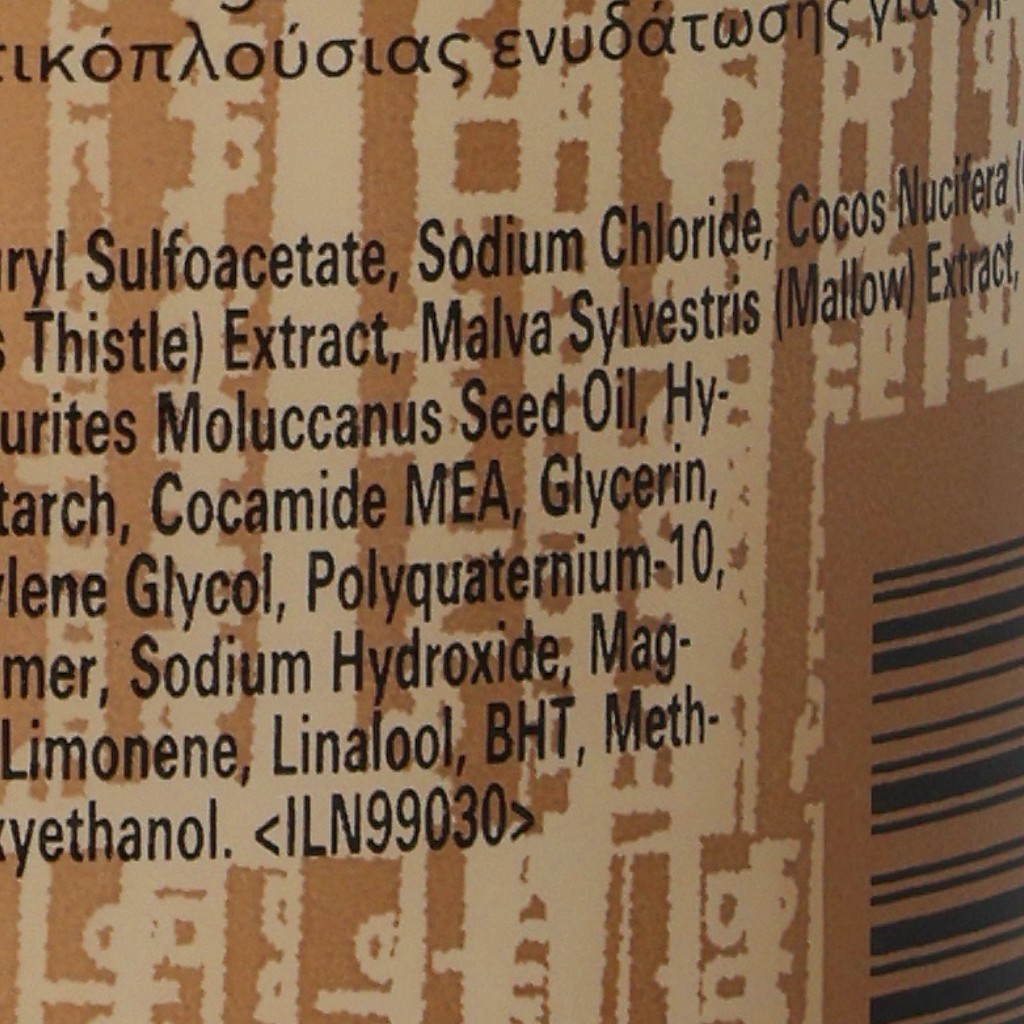 τικόπλούσιας ενυδάτωσης για
ryl Sulfoacetate, Sodium Chloride, Cocos Nucifera (
s Thistle) Extract, Malva Sylvestris (Mallow) Extract,
urites Moluccanus Seed Oil, Hy-
tarch, Cocamide MEA, Glycerin,
ylene Glycol, Polyquaternium-10,
mer, Sodium Hydroxide, Mag-
Limonene, Linalool, BHT, Meth-
xyethanol. <ILN99030>